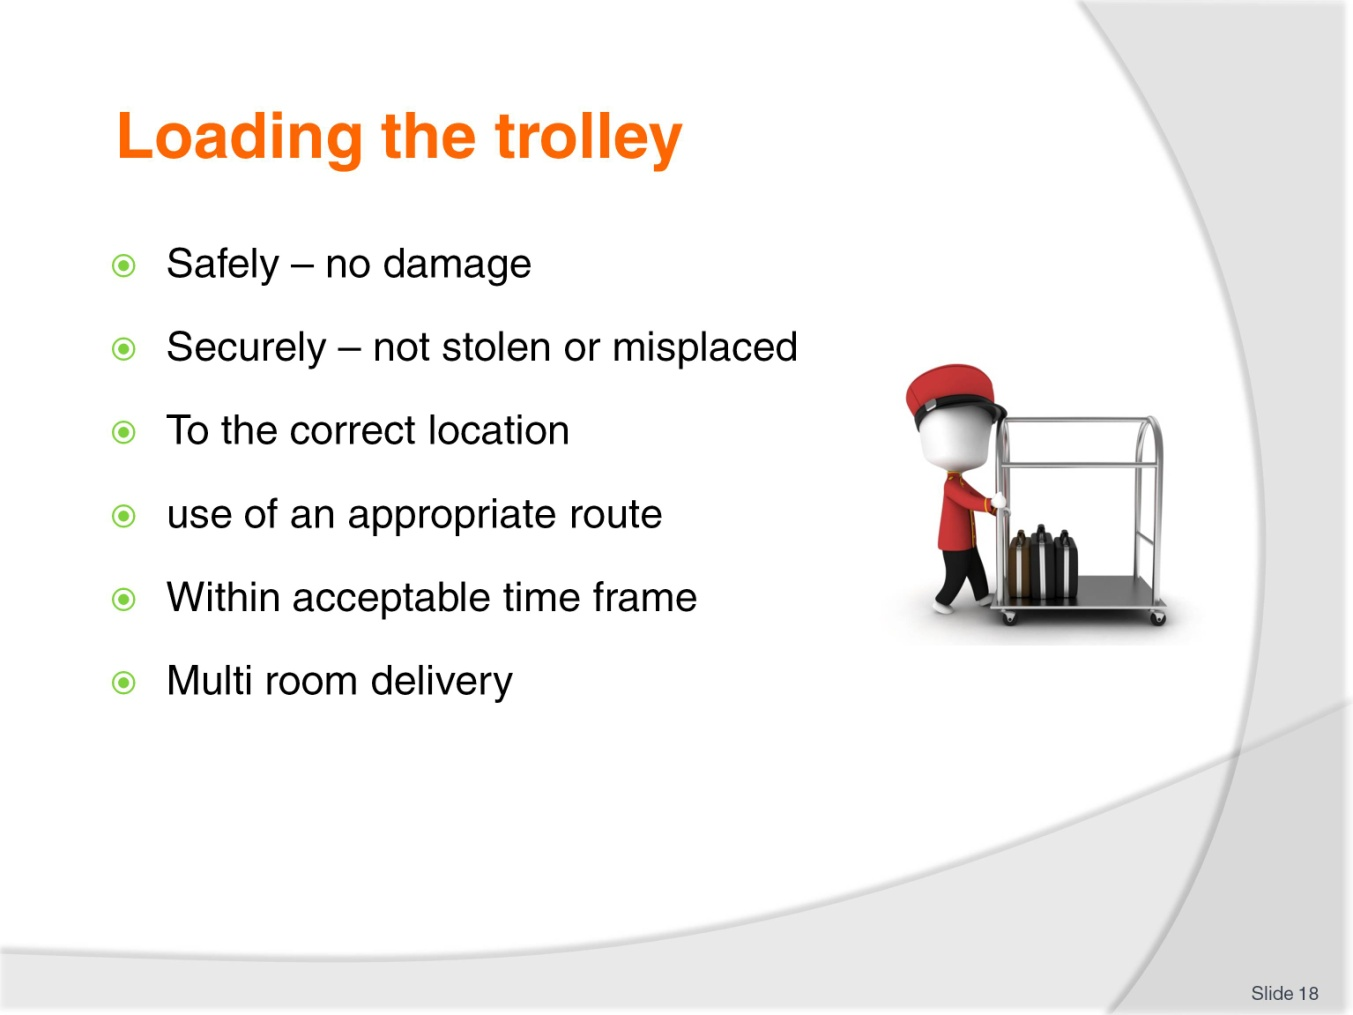 Loading the trolley
Safely – no damage
Securely – not stolen or misplaced
To the correct location
use of an appropriate route
Within acceptable time frame
Multi room delivery
Slide 18